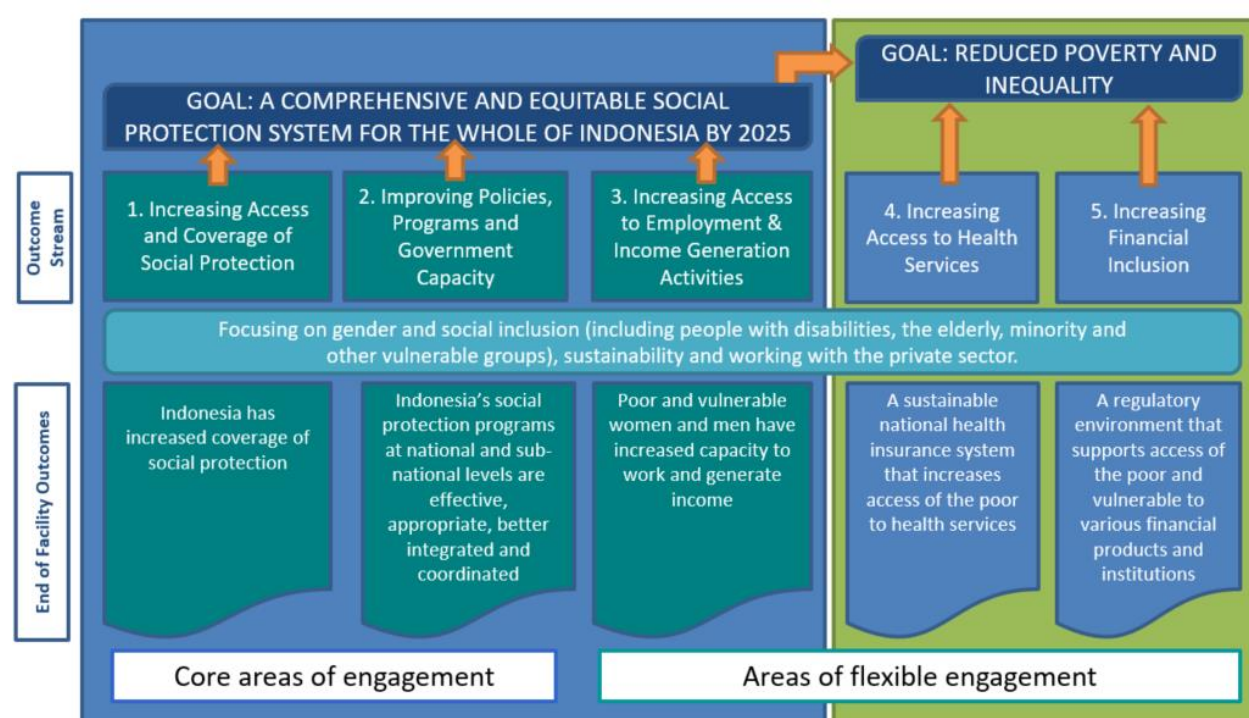 GOAL: REDUCED POVERTY AND
INEQUALITY
GOAL: A COMPREHENSIVE AND EQUITABLE SOCIAL
PROTECTION SYSTEM FOR THE WHOLE OF INDONESIA BY 2025
Outcome
Stream
1. Increasing Access
and Coverage of
Social Protection
2. Improving Policies,
Programs and
Government
Capacity
3. Increasing Access
to Employment &
Income Generation
Activities
4. Increasing
Access to Health
Services
5. Increasing
Financial
Inclusion
Focusing on gender and social inclusion (including people with disabilities, the elderly, minority and
other vulnerable groups), sustainability and working with the private sector.
End of Facility Outcomes
Indonesia has
increased coverage of
social protection
Indonesia's social
protection programs
at national and sub-
national levels are
effective,
appropriate, better
integrated and
coordinated
Poor and vulnerable
women and men have
increased capacity to
work and generate
income
A sustainable
national health
insurance system
that increases
access of the poor
to health services
A regulatory
environment that
supports access of
the poor and
vulnerable to
various financial
products and
institutions
Core areas of engagement
Areas of flexible engagement